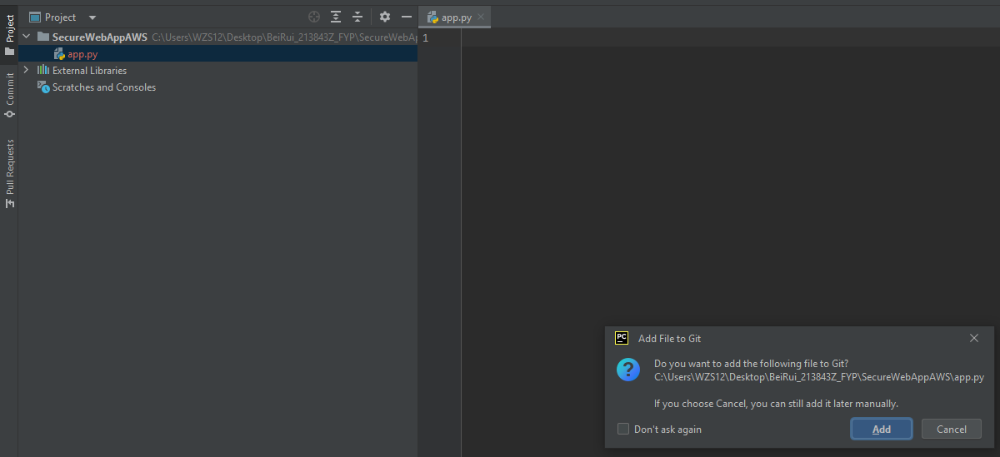 Project
Commit
Pull Requests
Project
SecureWebAppAWS C:\Users\WZS12\Desktop\BeiRui_213843Z_FYP\SecureWebAp
app.py
External Libraries
Scratches and Consoles
app.py
1
PC
Add File to Git
?
Do you want to add the following file to Git?
C:\Users\WZS12\Desktop\BeiRui_213843Z_FYP\SecureWebAppAWS\app.py
If you choose Cancel, you can still add it later manually.
Don't ask again
Add
Cancel